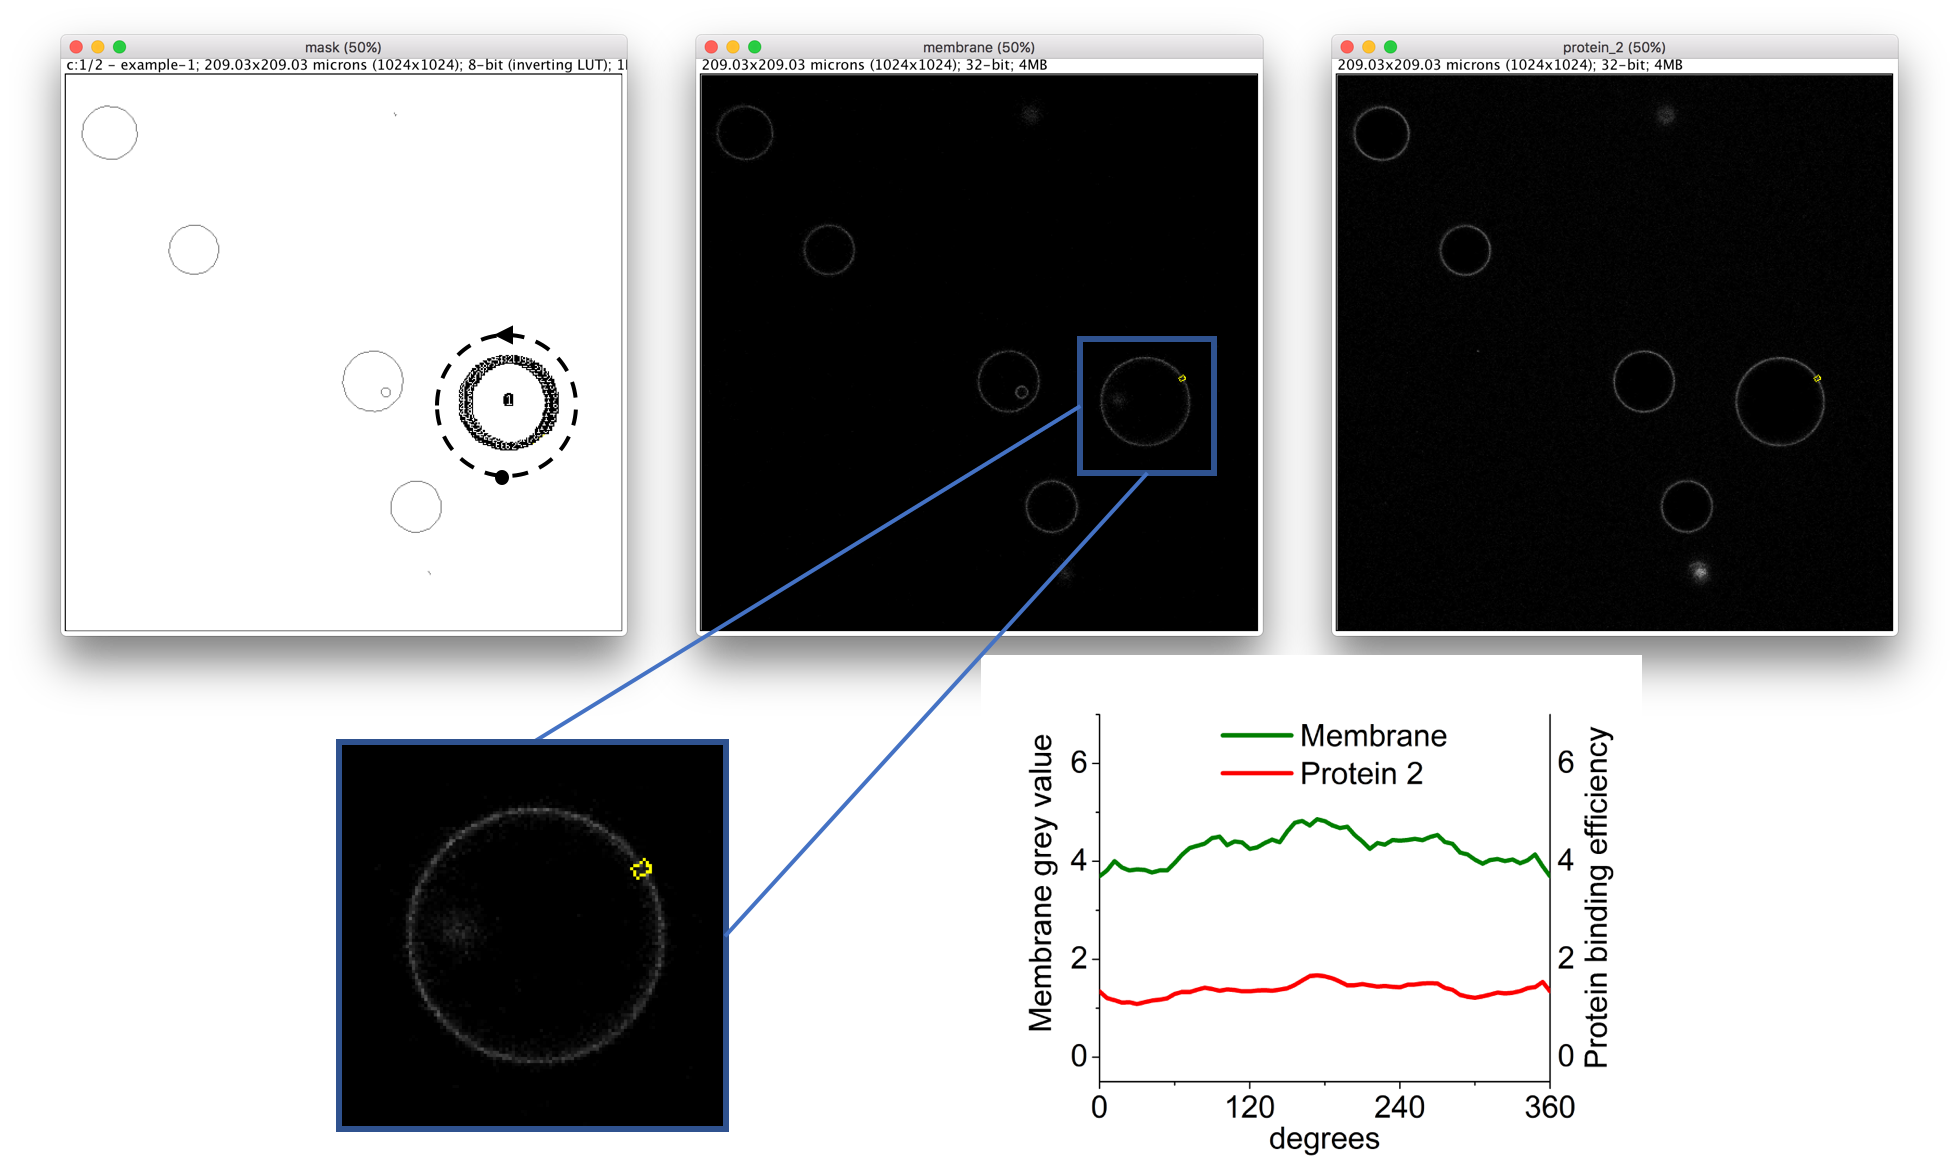 mask (50%)
c:1/2 - example-1; 209.03x209.03 microns (1024x1024); 8-bit (inverting LUT); 1
membrane (50%)
209.03x209.03 microns (1024x1024); 32-bit; 4MB
protein_2 (50%)
209.03x209.03 microns (1024x1024); 32-bit; 4MB
1
Membrane
Protein 2
Membrane grey value
6
4
2
0
6
4
2
0
Protein binding efficiency
0 120 240 360
degrees